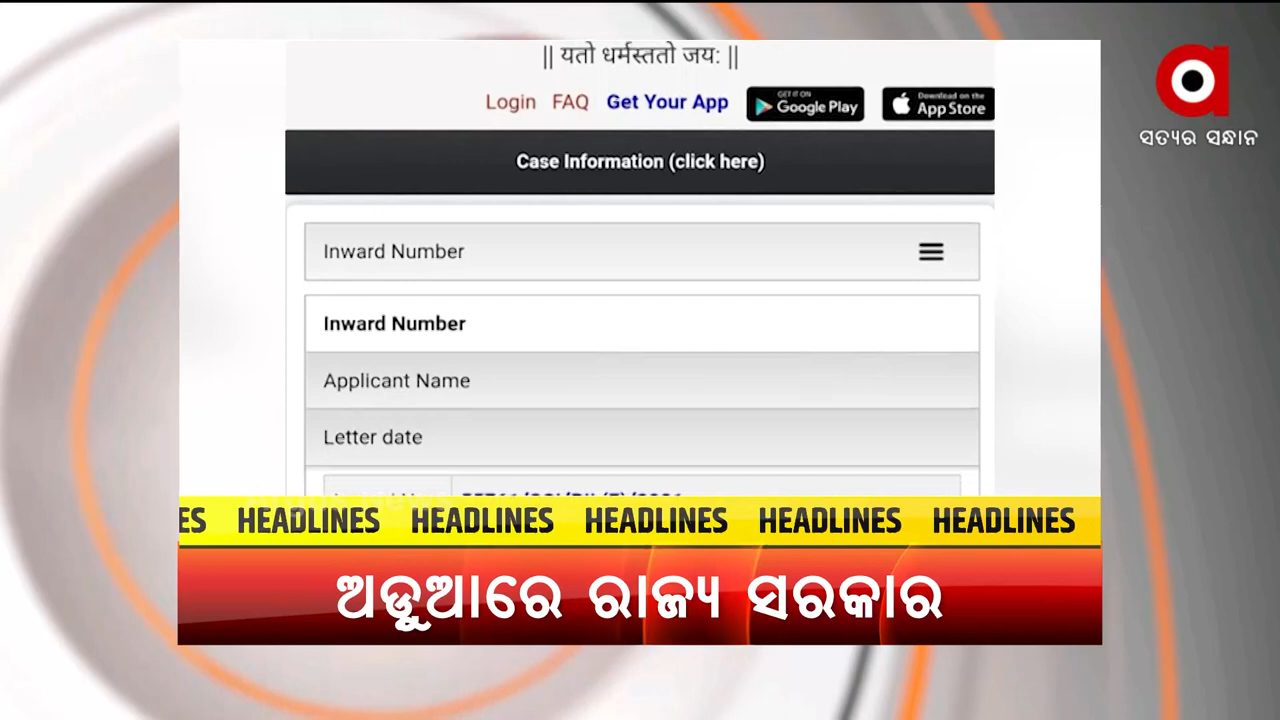 || यतो धर्मस्ततो जय: ||
Login FAQ Get Your App GET IT ON Google Play Download on the App Store
ସତ୍ୟର ସନ୍ଧାନ
Case Information (click here)
Inward Number
Inward Number
Applicant Name
Letter date
ES HEADLINES HEADLINES HEADLINES HEADLINES HEADLINES
ଅଡୁଆରେ ରାଜ୍ୟ ସରକାର